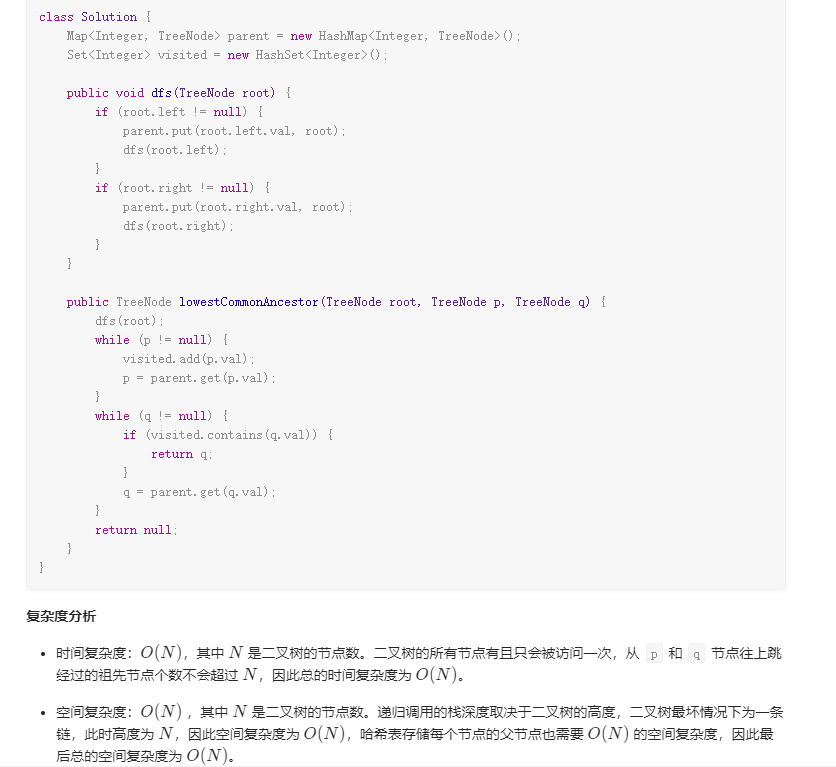 class Solution {
    Map<Integer, TreeNode> parent = new HashMap<Integer, TreeNode>();
    Set<Integer> visited = new HashSet<Integer>();

    public void dfs(TreeNode root) {
        if (root.left != null) {
            parent.put(root.left.val, root);
            dfs(root.left);
        }
        if (root.right != null) {
            parent.put(root.right.val, root);
            dfs(root.right);
        }
    }

    public TreeNode lowestCommonAncestor(TreeNode root, TreeNode p, TreeNode q) {
        dfs(root);
        while (p != null) {
            visited.add(p.val);
            p = parent.get(p.val);
        }
        while (q != null) {
            if (visited.contains(q.val)) {
                return q;
            }
            q = parent.get(q.val);
        }
        return null;
    }
}
复杂度分析
• 时间复杂度：O(N)，其中 N 是二叉树的节点数。二叉树的所有节点有且只会被访问一次，从 p 和 q 节点往上跳
经过的祖先节点个数不会超过 N，因此总的时间复杂度为 O(N)。
• 空间复杂度：O(N) ，其中 N 是二叉树的节点数。递归调用的栈深度取决于二叉树的高度，二叉树最坏情况下为一条
链，此时高度为 N，因此空间复杂度为 O(N)，哈希表存储每个节点的父节点也需要 O(N) 的空间复杂度，因此最
后总的空间复杂度为 O(N)。